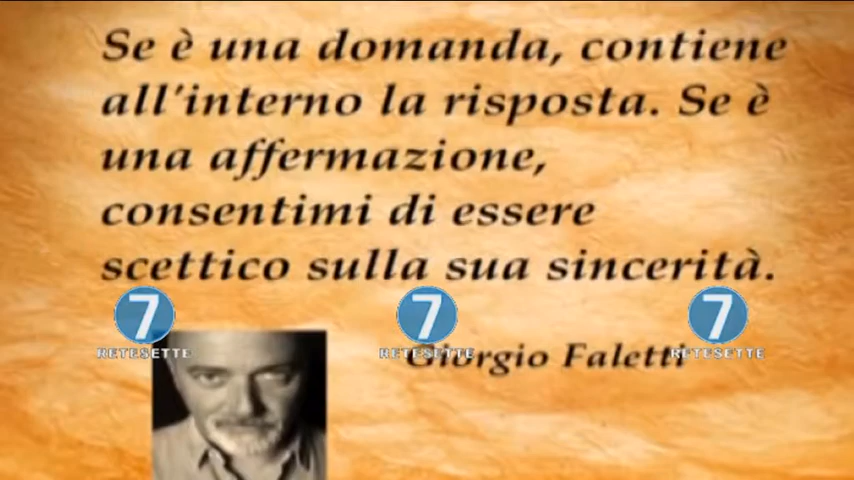 Se è una domanda, contiene
all'interno la risposta. Se è
una affermazione,
consentimi di essere
scettico sulla sua sincerità.
7 7 7
RETESETTE RETESETTE RETESETTE
Giorgio Faletti